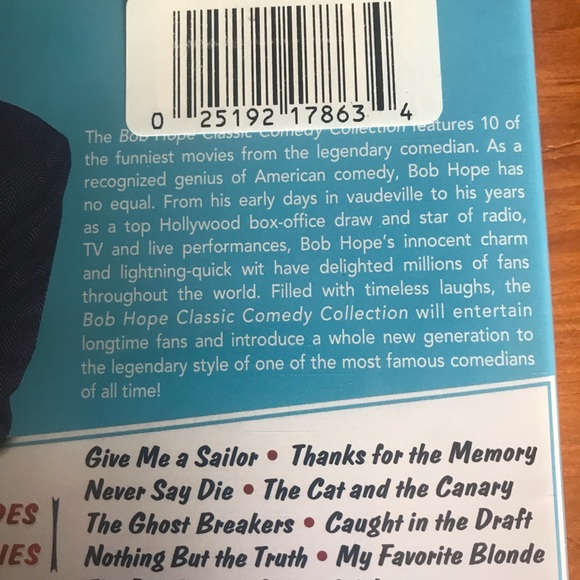 0 25192 17863 4
The Bob Hope Classic Comedy Collection features 10 of
the funniest movies from the legendary comedian. As a
recognized genius of American comedy, Bob Hope has
no equal. From his early days in vaudeville to his years
as a top Hollywood box-office draw and star of radio,
TV and live performances, Bob Hope's innocent charm
and lightning-quick wit have delighted millions of fans
throughout the world. Filled with timeless laughs, the
Bob Hope Classic Comedy Collection will entertain
longtime fans and introduce a whole new generation to
the legendary style of one of the most famous comedians
of all time!
Give Me a Sailor • Thanks for the Memory
Never Say Die • The Cat and the Canary
DES
The Ghost Breakers • Caught in the Draft
IES
Nothing But the Truth • My Favorite Blonde